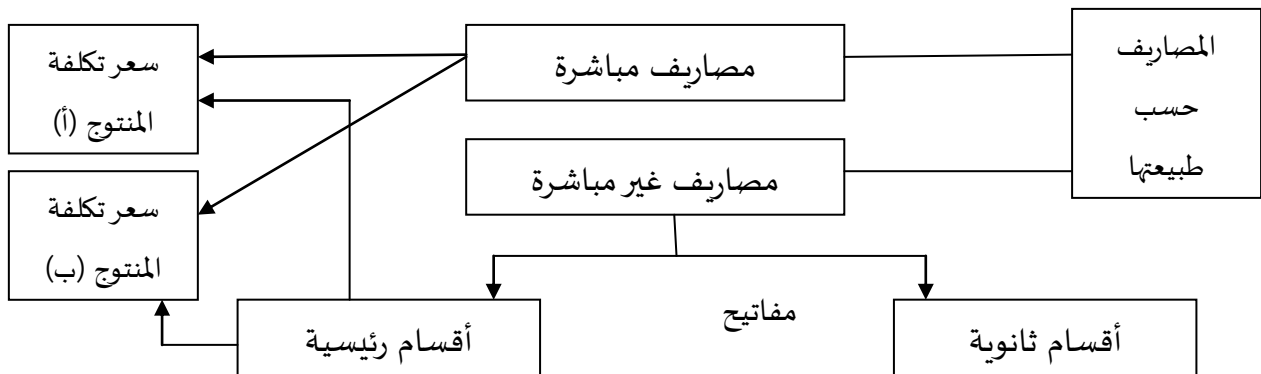 المصاريف
حسب
طبيعتها
مصاريف مباشرة
مصاريف غير مباشرة
سعر تكلفة
المنتوج (أ)
سعر تكلفة
المنتوج (ب)
مفاتيح
أقسام ثانوية
أقسام رئيسية